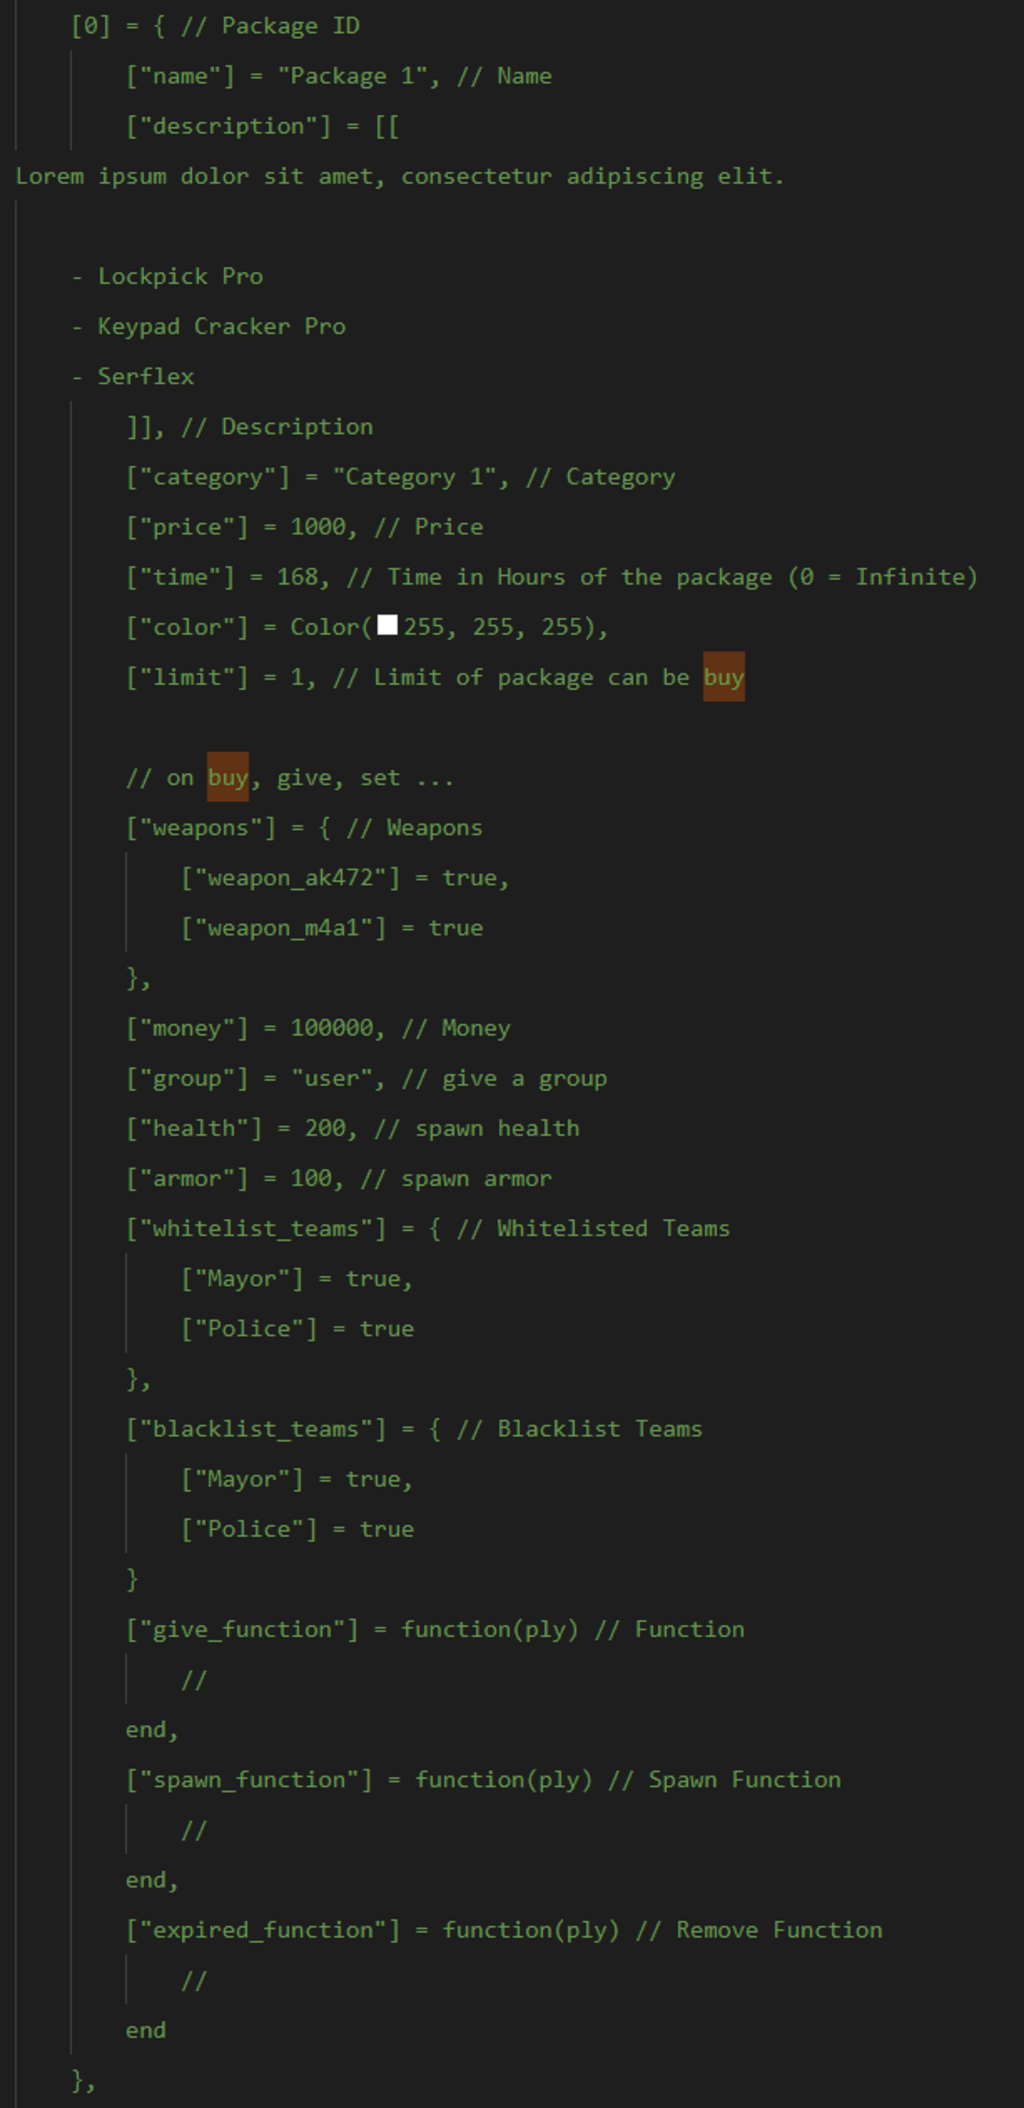 [0] = { // Package ID
["name"] = "Package 1", // Name
["description"] = [[
Lorem ipsum dolor sit amet, consectetur adipiscing elit.
- Lockpick Pro
- Keypad Cracker Pro
- Serflex
]], // Description
["category"] = "Category 1", // Category
["price"] = 1000, // Price
["time"] = 168, // Time in Hours of the package (0 = Infinite)
["color"] = Color(255, 255, 255),
["limit"] = 1, // Limit of package can be buy
// on buy, give, set ...
["weapons"] = { // Weapons
["weapon_ak472"] = true,
["weapon_m4a1"] = true
},
["money"] = 100000, // Money
["group"] = "user", // give a group
["health"] = 200, // spawn health
["armor"] = 100, // spawn armor
["whitelist_teams"] = { // Whitelisted Teams
["Mayor"] = true,
["Police"] = true
},
["blacklist_teams"] = { // Blacklist Teams
["Mayor"] = true,
["Police"] = true
}
["give_function"] = function(ply) // Function
//
end,
["spawn_function"] = function(ply) // Spawn Function
//
end,
["expired_function"] = function(ply) // Remove Function
//
end
},